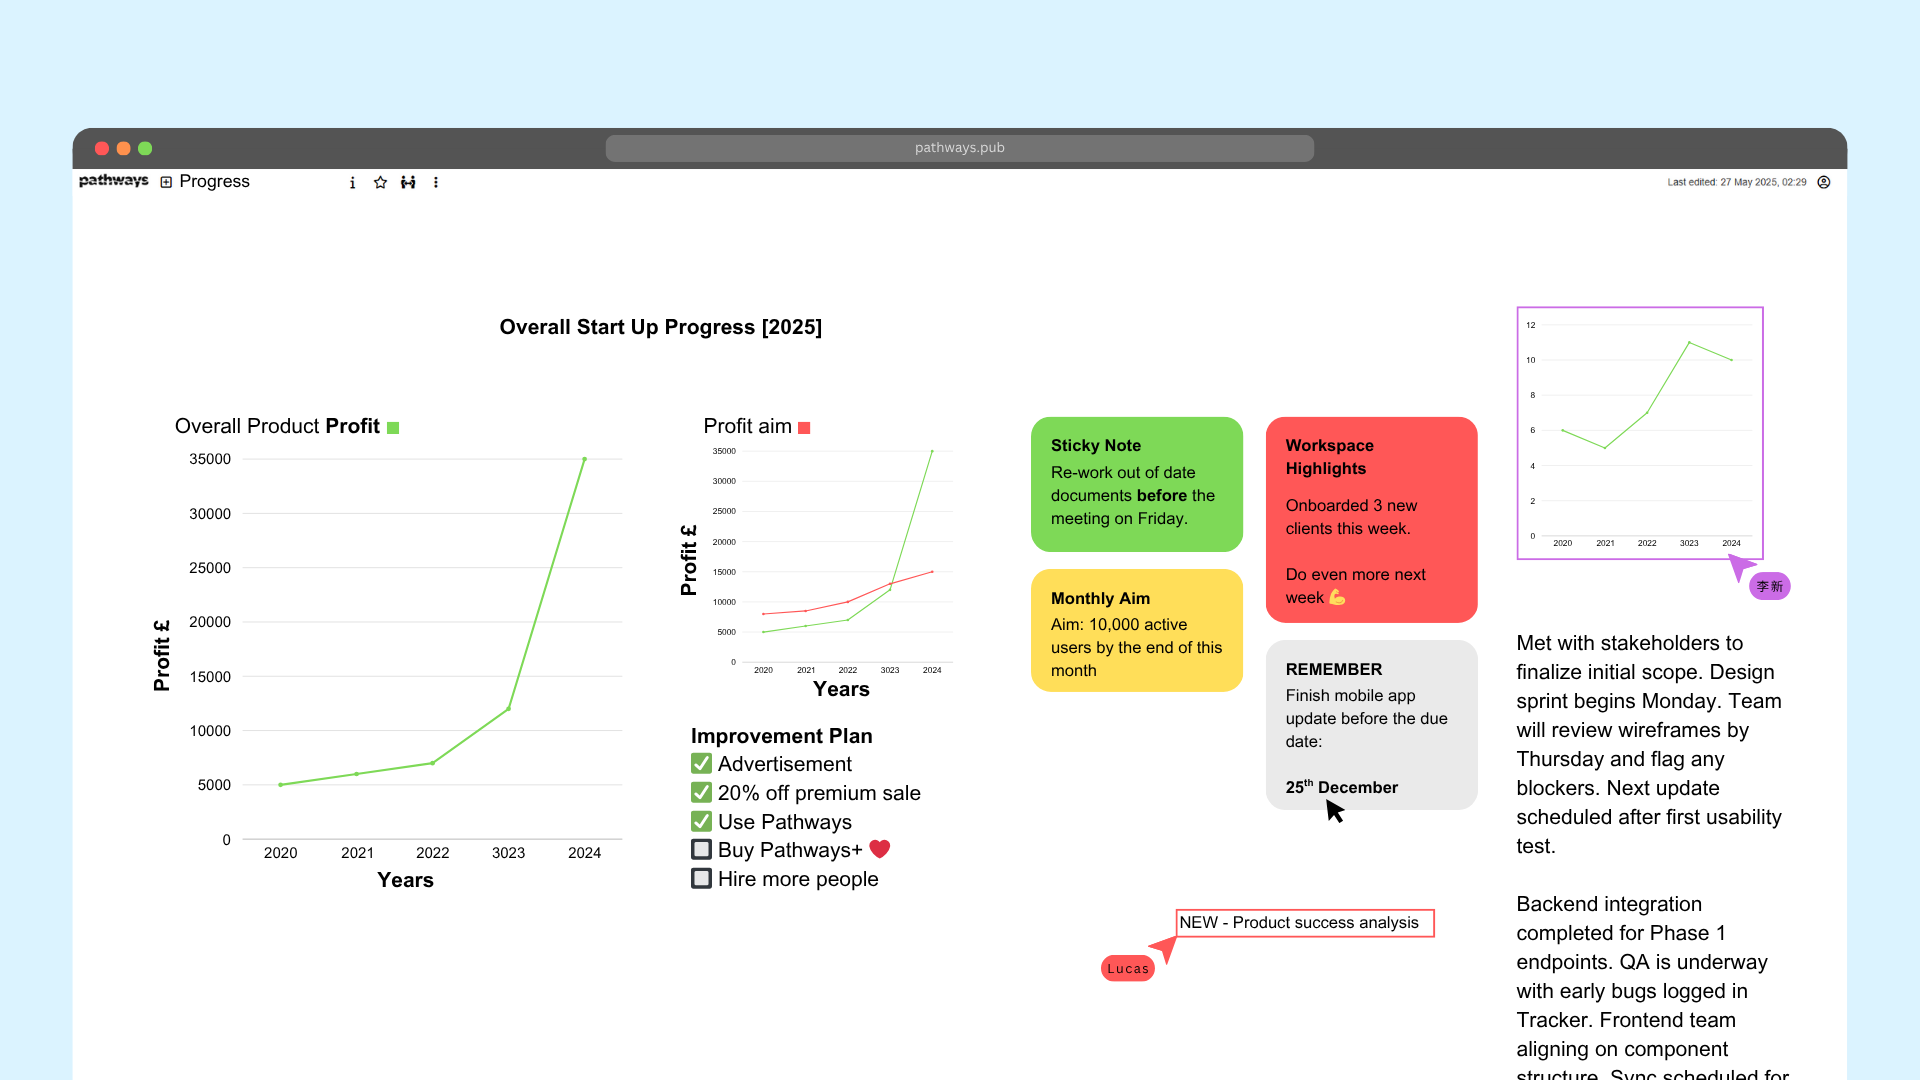 pathways.pub
pathways
Progress
Last edited: 27 May 2025, 02:29
Overall Start Up Progress [2025]
Overall Product Profit
35000
30000
25000
20000
15000
10000
5000
0
Profit £
2020 2021 2022 3023 2024
Years
Profit aim
35000
30000
25000
20000
15000
10000
5000
0
Profit £
2020 2021 2022 3023 2024
Years
Improvement Plan
✅ Advertisement
✅ 20% off premium sale
✅ Use Pathways
🔲 Buy Pathways+ ❤️
🔲 Hire more people
Sticky Note
Re-work out of date
documents before the
meeting on Friday.
Monthly Aim
Aim: 10,000 active
users by the end of this
month
Workspace
Highlights
Onboarded 3 new
clients this week.
Do even more next
week 💪
REMEMBER
Finish mobile app
update before the due
date:
25th December
NEW - Product success analysis
Lucas
12
10
8
6
4
2
0
2020 2021 2022 3023 2024
李新
Met with stakeholders to
finalize initial scope. Design
sprint begins Monday. Team
will review wireframes by
Thursday and flag any
blockers. Next update
scheduled after first usability
test.
Backend integration
completed for Phase 1
endpoints. QA is underway
with early bugs logged in
Tracker. Frontend team
aligning on component
structure. Sync scheduled for